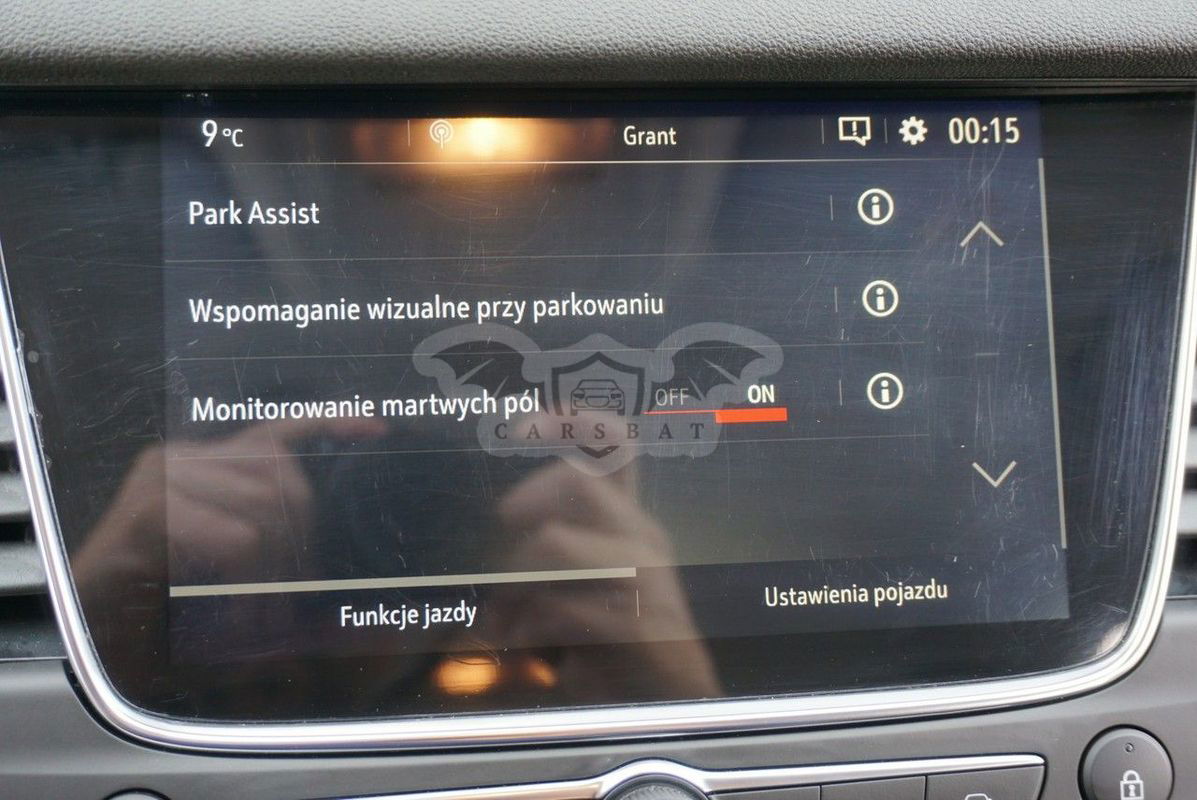 9 °C Grant 00:15
Park Assist
Wspomaganie wizualne przy parkowaniu
Monitorowanie martwych pól OFF ON
CARSBAT
Funkcje jazdy Ustawienia pojazdu